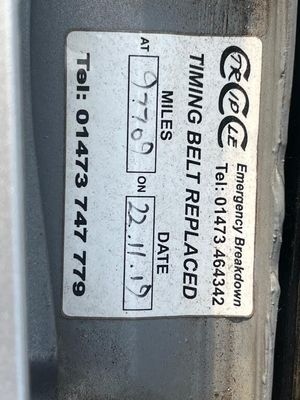 TRIPLE
Emergency Breakdown
Tel: 01473 464342
TIMING BELT REPLACED
MILES DATE
AT 97709 ON 22.11.19
Tel: 01473 747 779